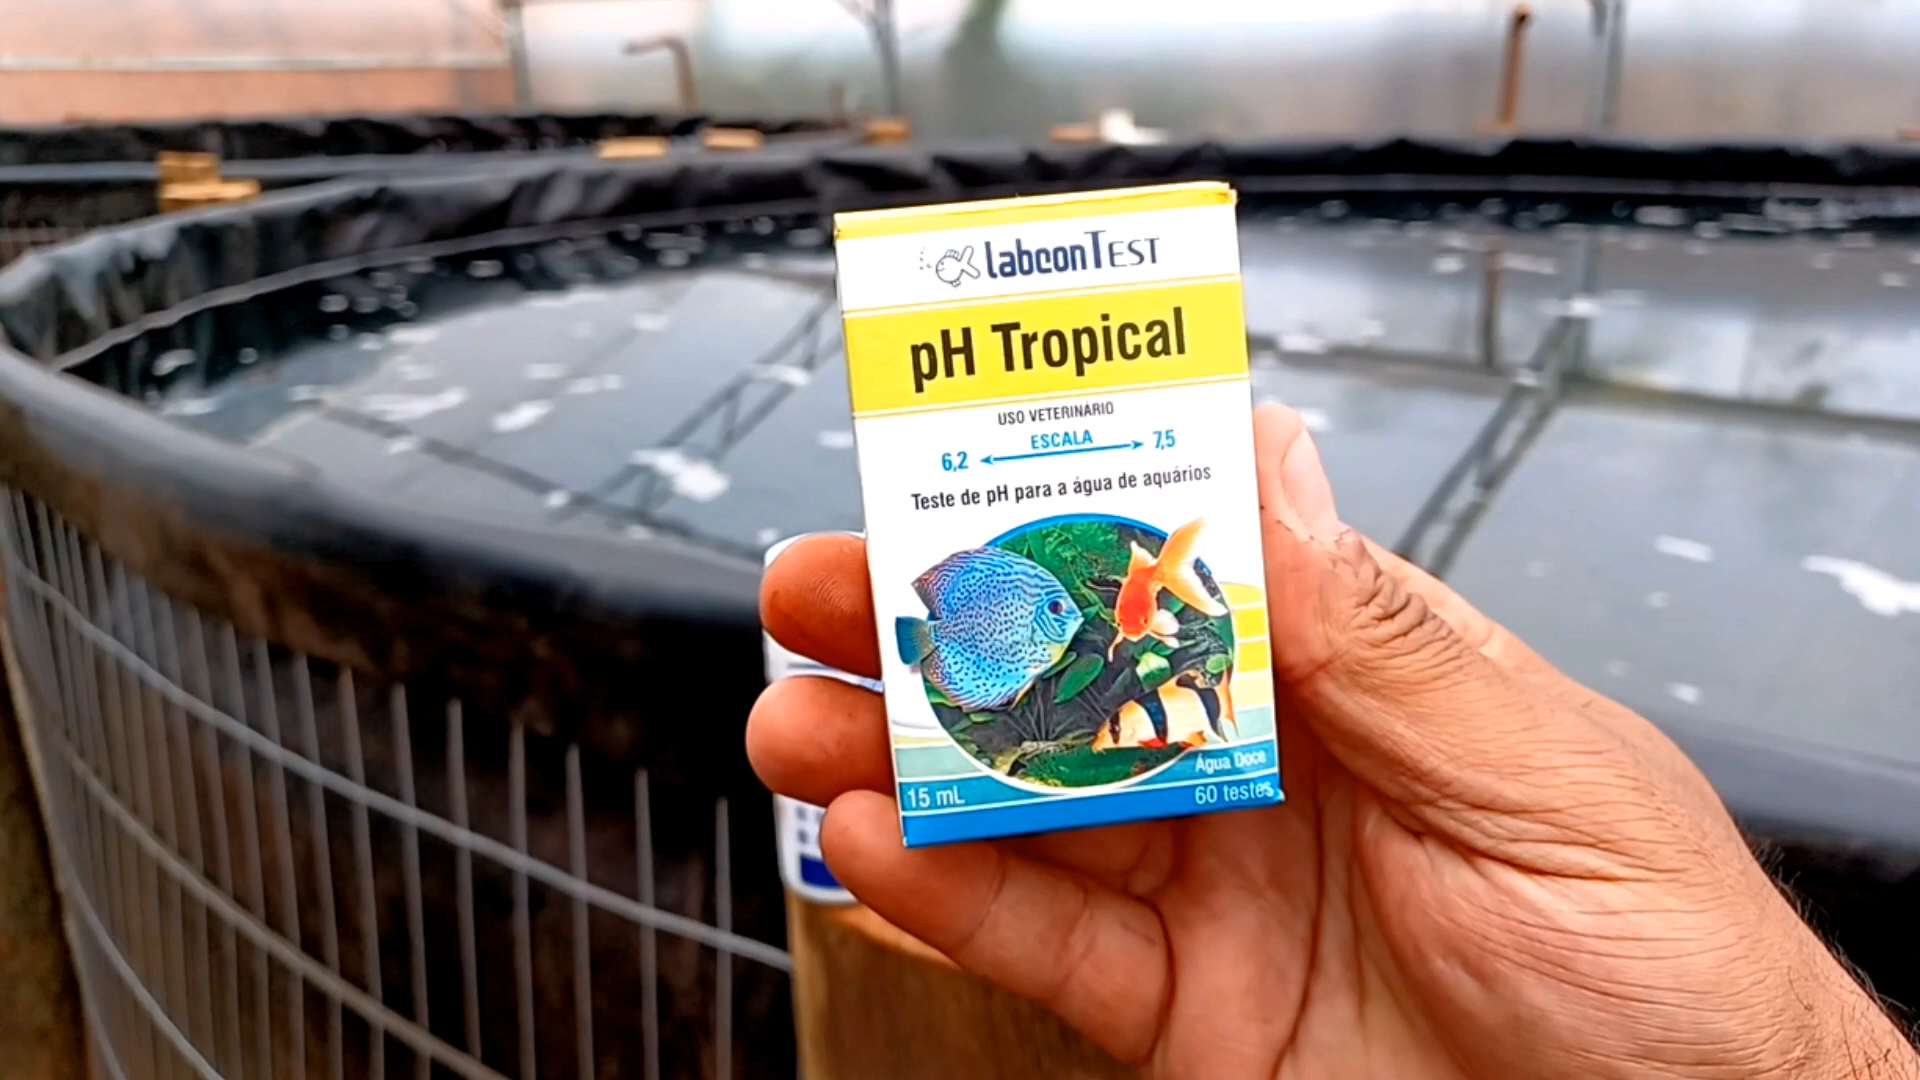 labconTEST
pH Tropical
USO VETERINÁRIO
ESCALA
6,2 7,5
Teste de pH para a água de aquários
Água Doce
15 mL 60 testes